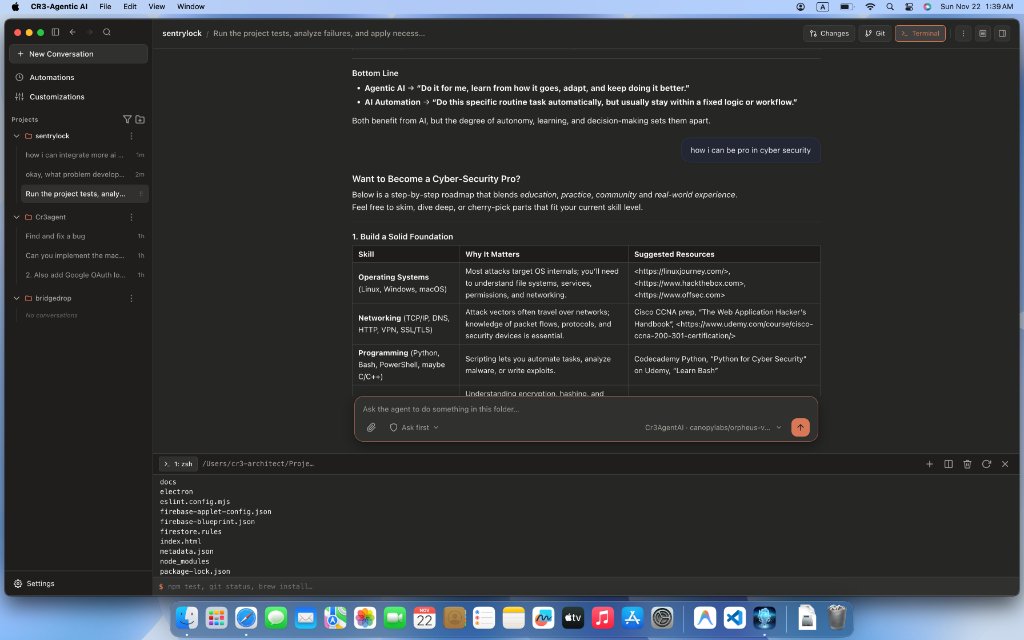 CR3-Agentic AI File Edit View Window
A
Sun Nov 22 1:39 AM
sentrylock / Run the project tests, analyze failures, and apply necess...
Changes
Git
Terminal
New Conversation
Automations
Customizations
Projects
sentrylock
how i can integrate more ai ... 1m
okay, what problem develop... 2m
Run the project tests, analy...
Cr3agent
Find and fix a bug 1h
Can you implement the mac... 1h
2. Also add Google OAuth lo... 1h
bridgedrop
No conversations
Settings
Bottom Line
• Agentic AI → “Do it for me, learn from how it goes, adapt, and keep doing it better.”
• AI Automation → “Do this specific routine task automatically, but usually stay within a fixed logic or workflow.”
Both benefit from AI, but the degree of autonomy, learning, and decision-making sets them apart.
how i can be pro in cyber security
Want to Become a Cyber-Security Pro?
Below is a step-by-step roadmap that blends education, practice, community and real-world experience.
Feel free to skim, dive deep, or cherry-pick parts that fit your current skill level.
1. Build a Solid Foundation
Skill Why It Matters Suggested Resources
Operating Systems
(Linux, Windows, macOS)
Most attacks target OS internals; you'll need
to understand file systems, services,
permissions, and networking.
<https://linuxjourney.com/>,
<https://www.hackthebox.com>,
<https://www.offsec.com>
Networking (TCP/IP, DNS,
HTTP, VPN, SSL/TLS)
Attack vectors often travel over networks;
knowledge of packet flows, protocols, and
security devices is essential.
Cisco CCNA prep, “The Web Application Hacker's
Handbook”, <https://www.udemy.com/course/cisco-
ccna-200-301-certification/>
Programming (Python,
Bash, PowerShell, maybe
C/C++)
Scripting lets you automate tasks, analyze
malware, or write exploits.
Codecademy Python, “Python for Cyber Security”
on Udemy, “Learn Bash”
Understanding encryption, hashing, and
Ask the agent to do something in this folder...
Ask first
Cr3AgentAI · canopylabs/orpheus-v...
1: zsh /Users/cr3-architect/Proje…
docs
electron
eslint.config.mjs
firebase-applet-config.json
firebase-blueprint.json
firestore.rules
index.html
metadata.json
node_modules
package-lock.json
$ npm test, git status, brew install…
NOV
22
tv